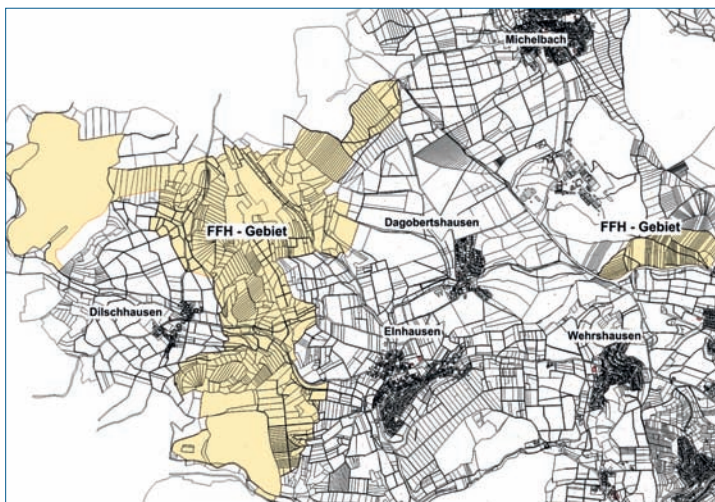 Michelbach
Dagobertshausen
FFH - Gebiet
FFH - Gebiet
Dilschhausen
Elnhausen
Wehrshausen